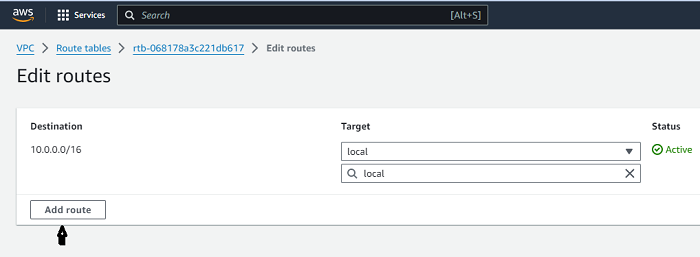 aws Services Search [Alt+S]
VPC > Route tables > rtb-068178a3c221db617 > Edit routes
Edit routes
Destination Target Status
10.0.0.0/16 local Active
local
Add route